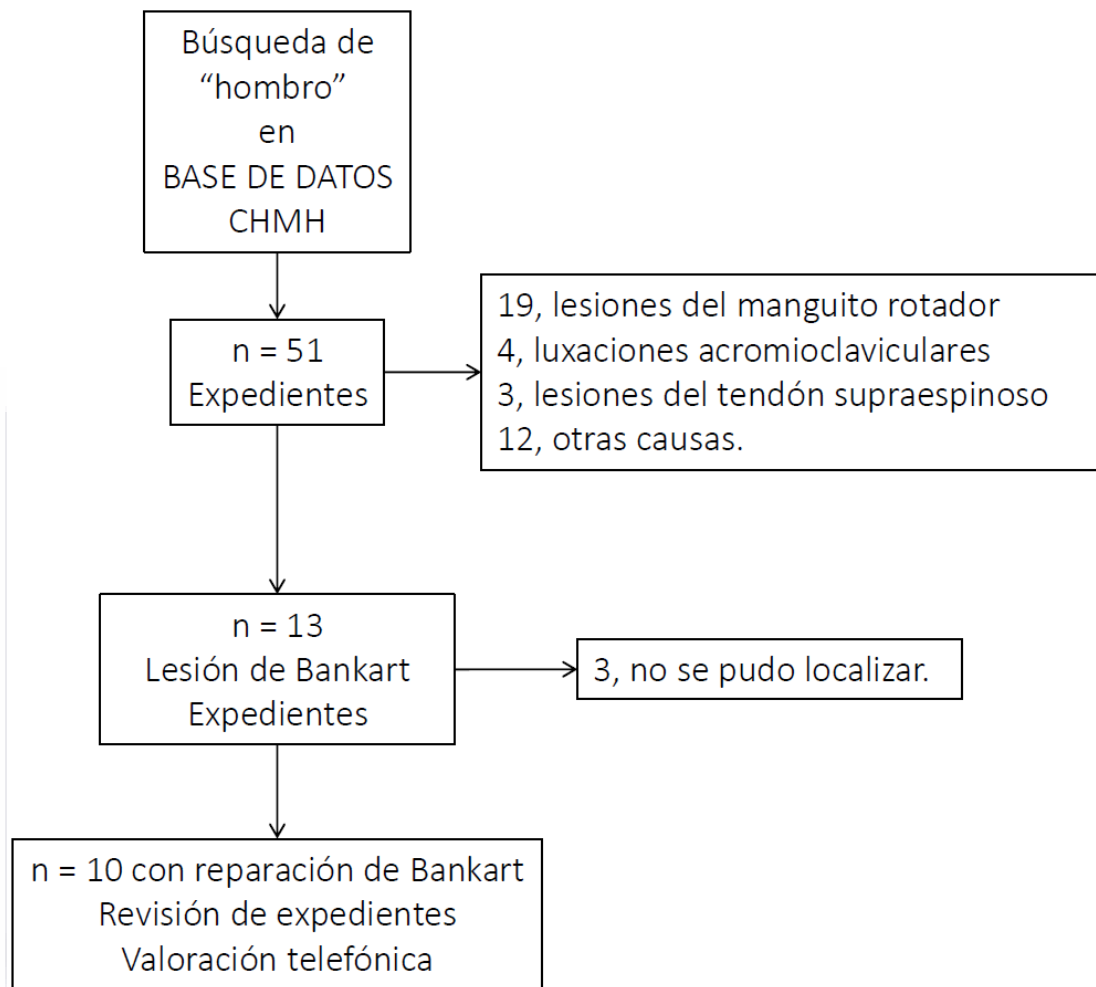 Búsqueda de
“hombro”
en
BASE DE DATOS
CHMH
n = 51
Expedientes
19, lesiones del manguito rotador
4, luxaciones acromioclaviculares
3, lesiones del tendón supraespinoso
12, otras causas.
n = 13
Lesión de Bankart
Expedientes
3, no se pudo localizar.
n = 10 con reparación de Bankart
Revisión de expedientes
Valoración telefónica